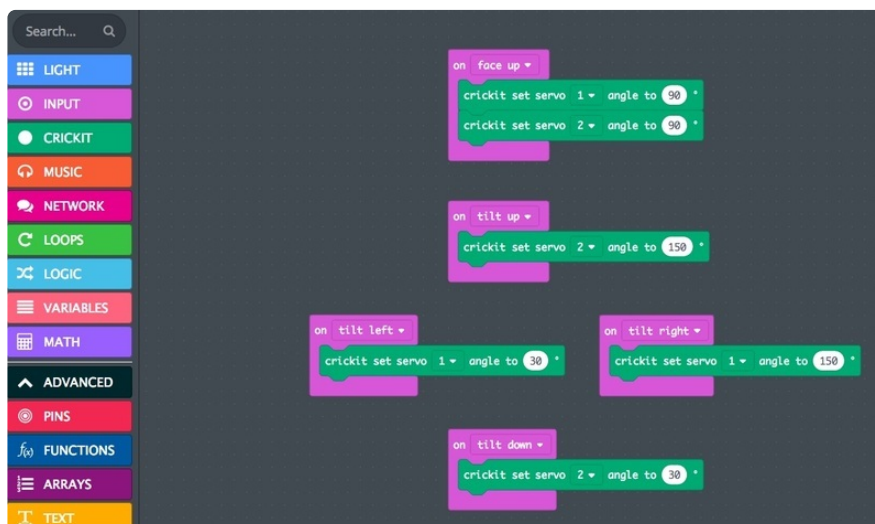 Search...
LIGHT
INPUT
CRICKIT
MUSIC
NETWORK
LOOPS
LOGIC
VARIABLES
MATH
ADVANCED
PINS
f(x) FUNCTIONS
ARRAYS
T TEXT
on face up
crickit set servo 1 angle to 90 °
crickit set servo 2 angle to 90 °
on tilt up
crickit set servo 2 angle to 150 °
on tilt left
crickit set servo 1 angle to 30 °
on tilt right
crickit set servo 1 angle to 150 °
on tilt down
crickit set servo 2 angle to 30 °